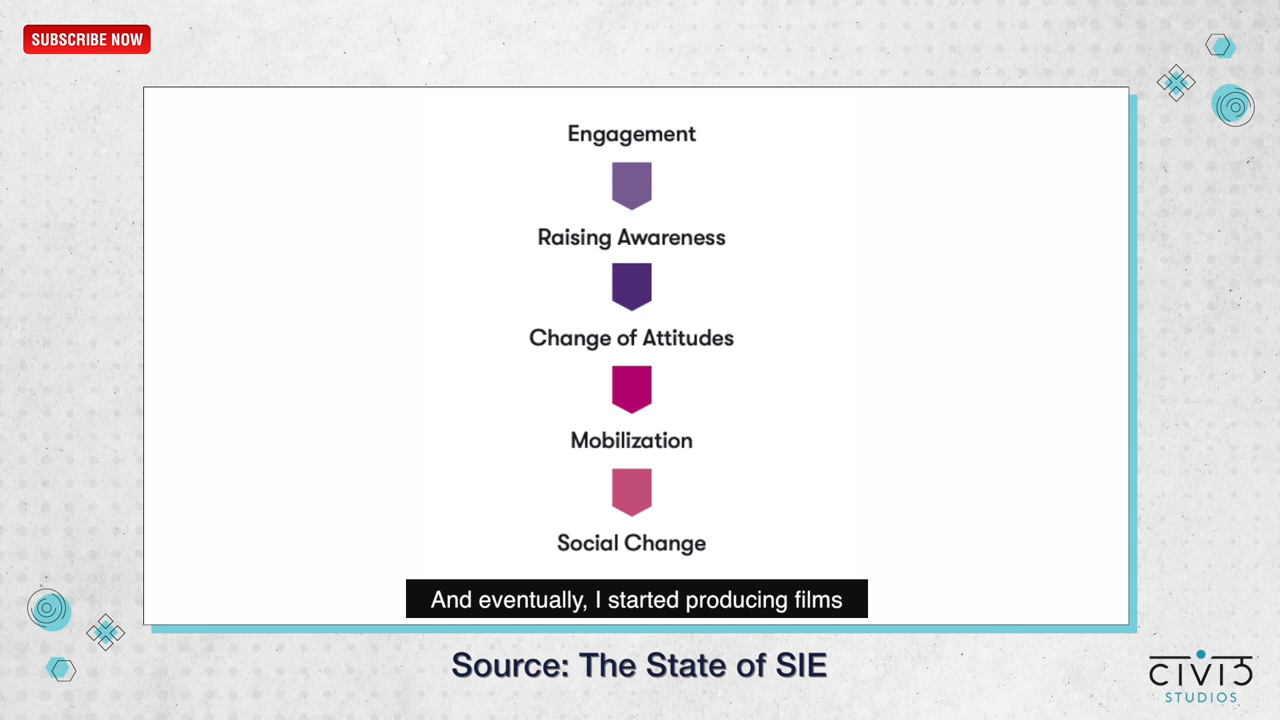 SUBSCRIBE NOW
Engagement
Raising Awareness
Change of Attitudes
Mobilization
Social Change
And eventually, I started producing films
Source: The State of SIE
CIVIC
STUDIOS